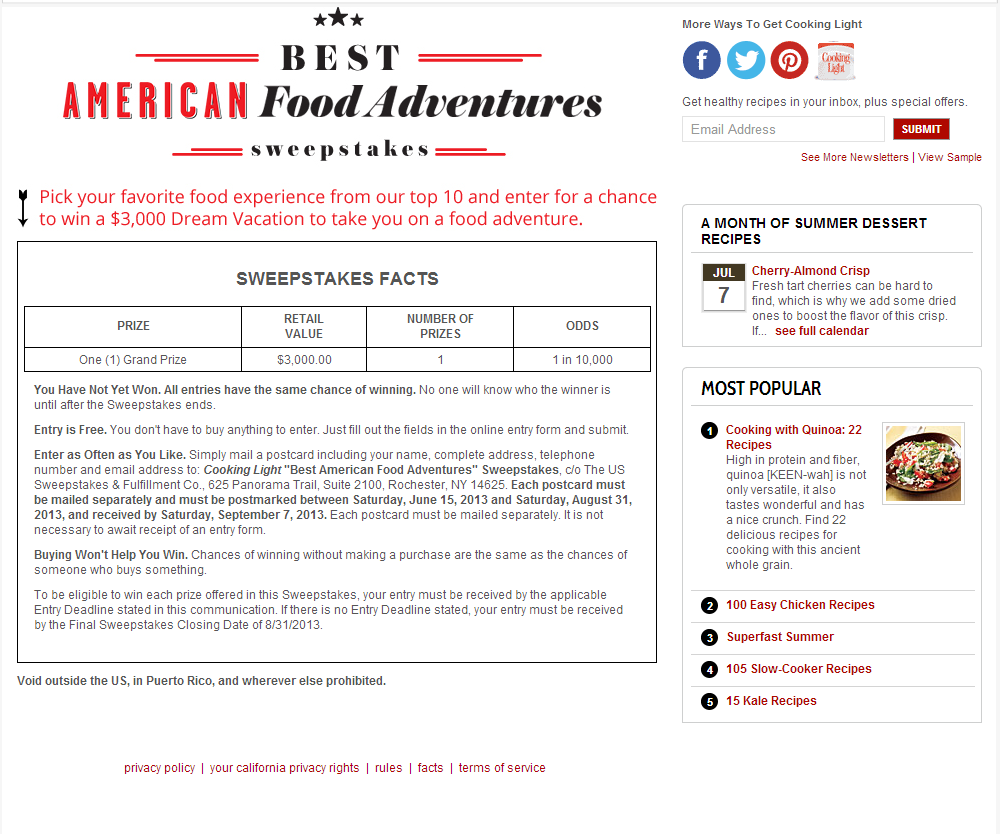 BEST
AMERICAN Food Adventures
sweepstakes
Pick your favorite food experience from our top 10 and enter for a chance
to win a $3,000 Dream Vacation to take you on a food adventure.
SWEEPSTAKES FACTS
PRIZE RETAIL VALUE NUMBER OF PRIZES ODDS
One (1) Grand Prize $3,000.00 1 1 in 10,000
You Have Not Yet Won. All entries have the same chance of winning. No one will know who the winner is
until after the Sweepstakes ends.
Entry is Free. You don't have to buy anything to enter. Just fill out the fields in the online entry form and submit.
Enter as Often as You Like. Simply mail a postcard including your name, complete address, telephone
number and email address to: Cooking Light "Best American Food Adventures" Sweepstakes, c/o The US
Sweepstakes & Fulfillment Co., 625 Panorama Trail, Suite 2100, Rochester, NY 14625. Each postcard must
be mailed separately and must be postmarked between Saturday, June 15, 2013 and Saturday, August 31,
2013, and received by Saturday, September 7, 2013. Each postcard must be mailed separately. It is not
necessary to await receipt of an entry form.
Buying Won't Help You Win. Chances of winning without making a purchase are the same as the chances of
someone who buys something.
To be eligible to win each prize offered in this Sweepstakes, your entry must be received by the applicable
Entry Deadline stated in this communication. If there is no Entry Deadline stated, your entry must be received
by the Final Sweepstakes Closing Date of 8/31/2013.
Void outside the US, in Puerto Rico, and wherever else prohibited.
More Ways To Get Cooking Light
f
Cooking
Light
Get healthy recipes in your inbox, plus special offers.
Email Address SUBMIT
See More Newsletters | View Sample
A MONTH OF SUMMER DESSERT
RECIPES
JUL
7
Cherry-Almond Crisp
Fresh tart cherries can be hard to
find, which is why we add some dried
ones to boost the flavor of this crisp.
If... see full calendar
MOST POPULAR
1 Cooking with Quinoa: 22
Recipes
High in protein and fiber,
quinoa [KEEN-wah] is not
only versatile, it also
tastes wonderful and has
a nice crunch. Find 22
delicious recipes for
cooking with this ancient
whole grain.
2 100 Easy Chicken Recipes
3 Superfast Summer
4 105 Slow-Cooker Recipes
5 15 Kale Recipes
privacy policy | your california privacy rights | rules | facts | terms of service